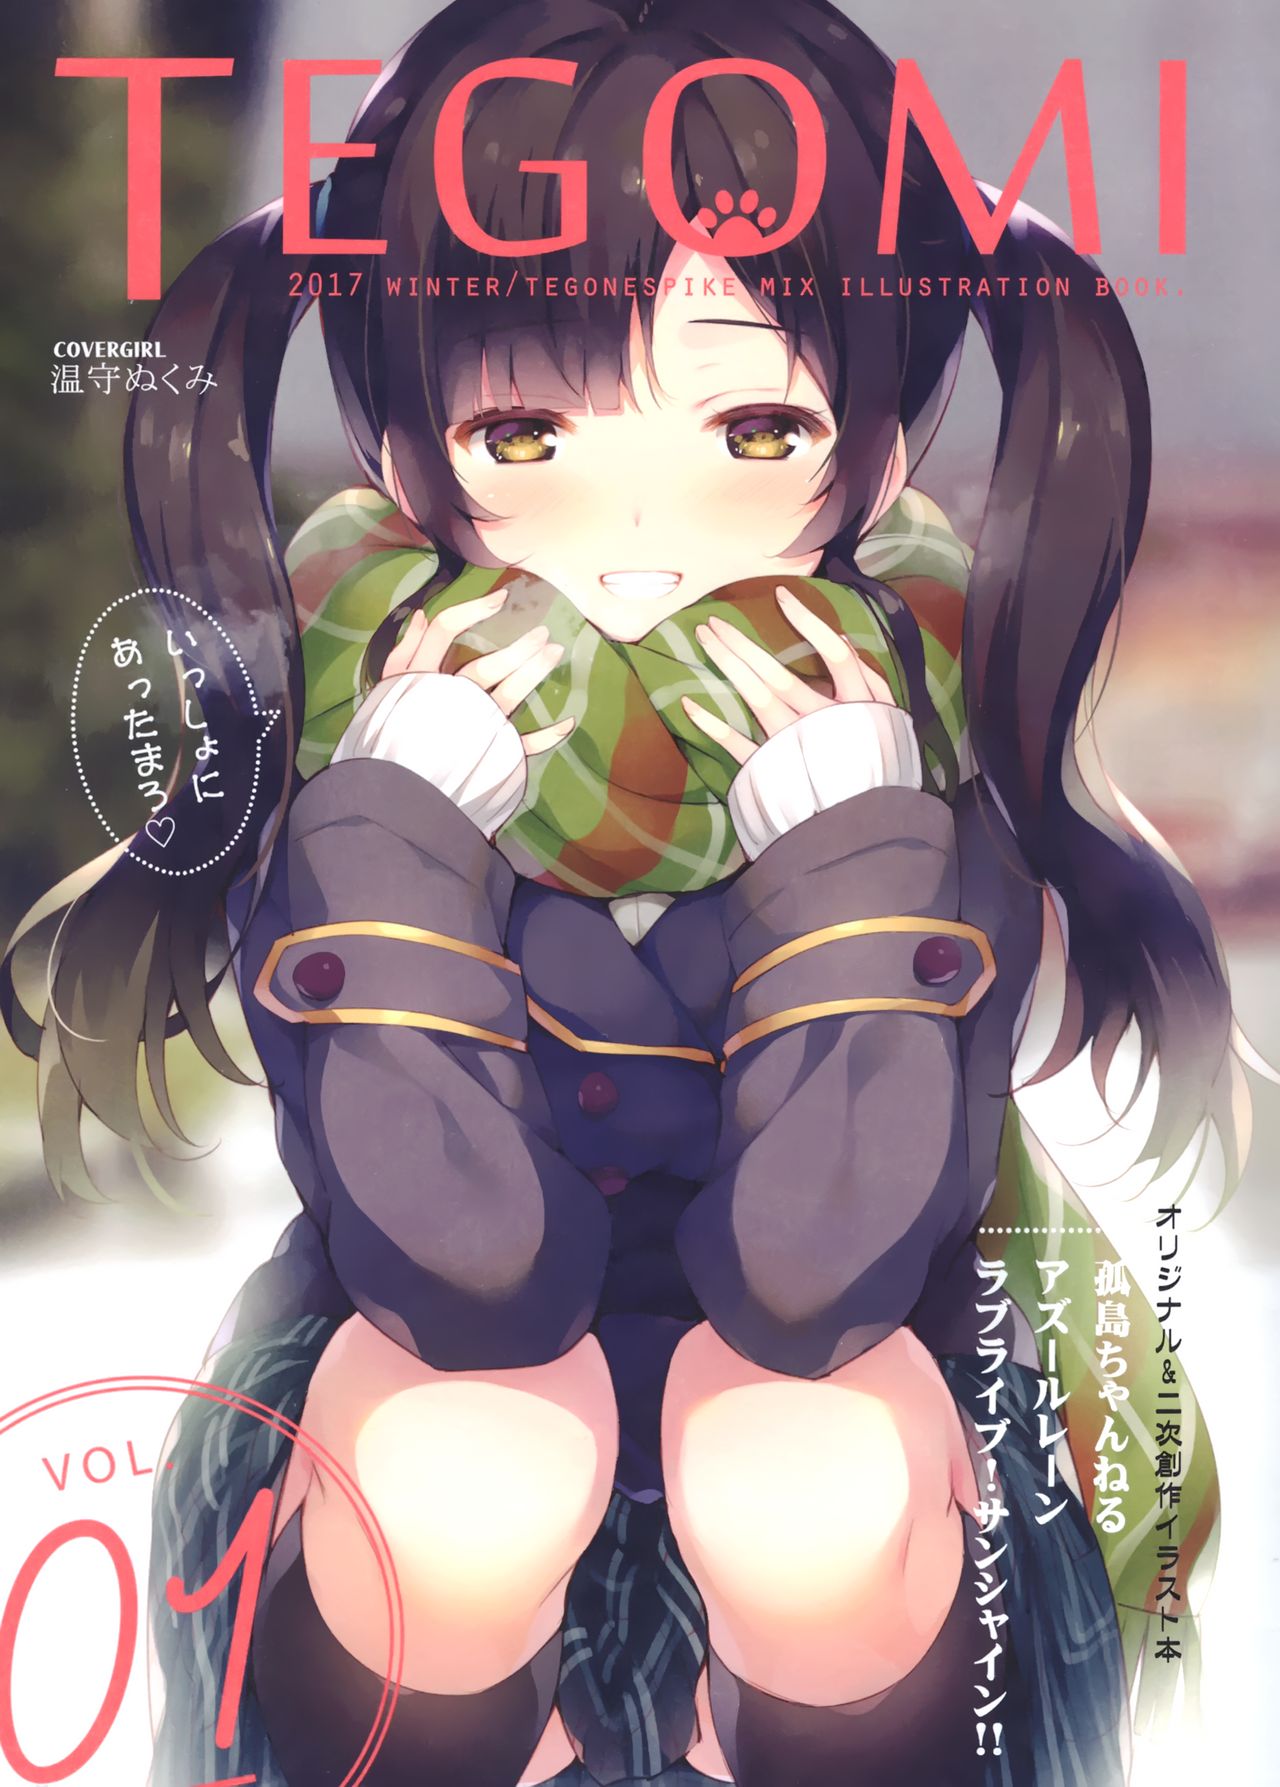 TEGOMI
2017 WINTER/TEGONESPIKE MIX ILLUSTRATION BOOK.
COVERGIRL
温守ぬくみ
いっしょに
あったまろ♡
オリジナル&二次創作イラスト本
孤島ちゃんねる
アズールレーン
ラブライブ!サンシャイン!!
VOL.
01